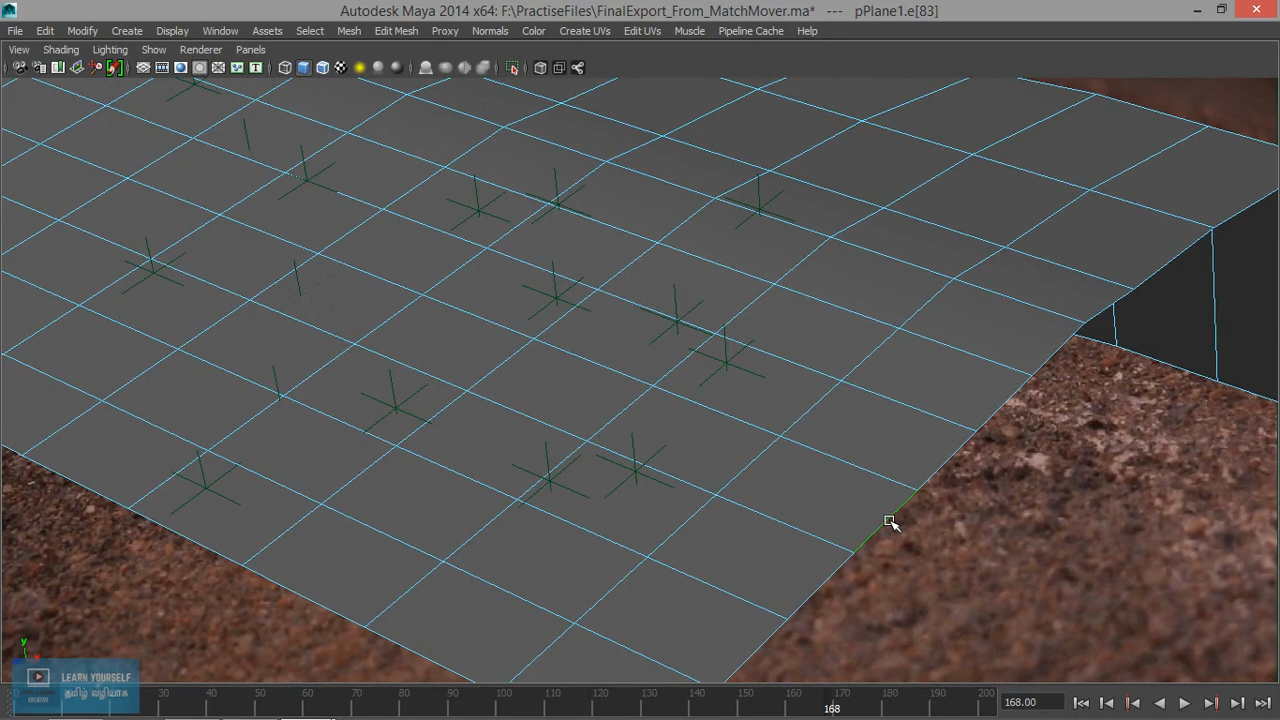 Autodesk Maya 2014 x64: F:\PractiseFiles\FinalExport_From_MatchMover.ma* --- pPlane1.e[83]
File Edit Modify Create Display Window Assets Select Mesh Edit Mesh Proxy Normals Color Create UVs Edit UVs Muscle Pipeline Cache Help
View Shading Lighting Show Renderer Panels
y
LEARN YOURSELF
தமிழ் வழியாக
CREATIVE
30 40 50 60 70 80 90 100 110 120 130 140 150 160 170 180 190 200
168
168.00